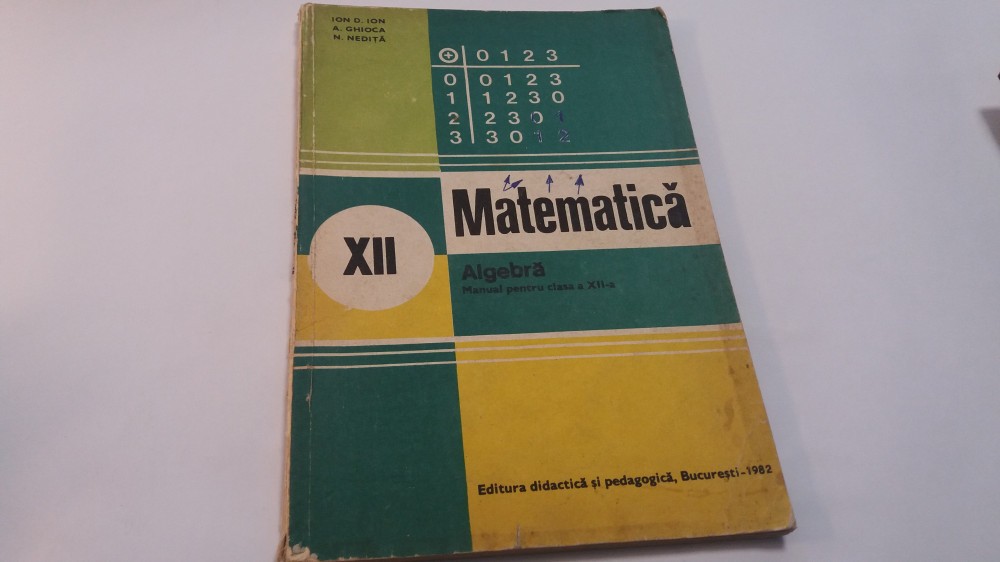 ION D. ION
A. GHIOCA
N. NEDIȚĂ
⊕ 0 1 2 3
0 0 1 2 3
1 1 2 3 0
2 2 3 0 1
3 3 0 1 2
XII
Matematică
Algebră
Manual pentru clasa a XII-a
Editura didactică și pedagogică, București-1982